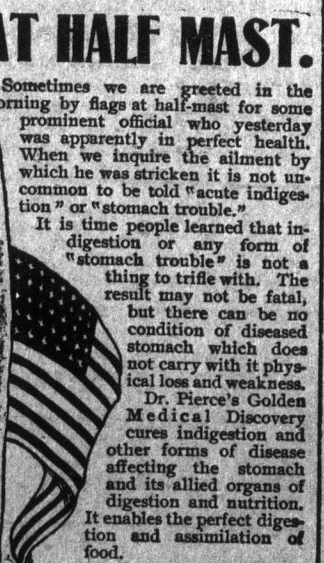 AT HALF MAST.
Sometimes we are greeted in the
orning by flags at half-mast for some
prominent official who yesterday
was apparently in perfect health.
When we inquire the ailment by
which he was stricken it is not un-
common to be told "acute indiges-
tion" or "stomach trouble."
It is time people learned that in-
digestion or any form of
"stomach trouble" is not a
thing to trifle with. The
result may not be fatal,
but there can be no
condition of diseased
stomach which does
not carry with it phys-
ical loss and weakness.
Dr. Pierce's Golden
Medical Discovery
cures indigestion and
other forms of disease
affecting the stomach
and its allied organs of
digestion and nutrition.
It enables the perfect diges-
tion and assimilation of
food.